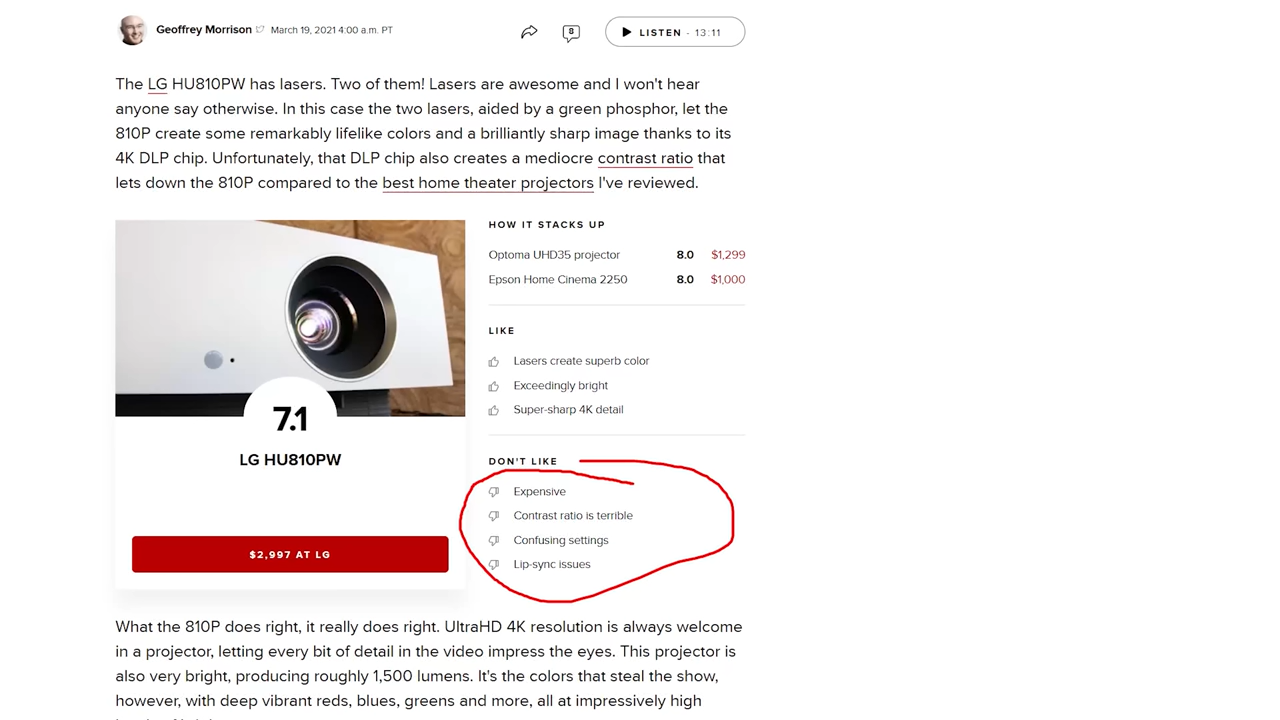 Geoffrey Morrison March 19, 2021 4:00 a.m. PT
8
LISTEN - 13:11
The LG HU810PW has lasers. Two of them! Lasers are awesome and I won't hear
anyone say otherwise. In this case the two lasers, aided by a green phosphor, let the
810P create some remarkably lifelike colors and a brilliantly sharp image thanks to its
4K DLP chip. Unfortunately, that DLP chip also creates a mediocre contrast ratio that
lets down the 810P compared to the best home theater projectors I've reviewed.
7.1
LG HU810PW
$2,997 AT LG
HOW IT STACKS UP
Optoma UHD35 projector 8.0 $1,299
Epson Home Cinema 2250 8.0 $1,000
LIKE
Lasers create superb color
Exceedingly bright
Super-sharp 4K detail
DON'T LIKE
Expensive
Contrast ratio is terrible
Confusing settings
Lip-sync issues
What the 810P does right, it really does right. UltraHD 4K resolution is always welcome
in a projector, letting every bit of detail in the video impress the eyes. This projector is
also very bright, producing roughly 1,500 lumens. It's the colors that steal the show,
however, with deep vibrant reds, blues, greens and more, all at impressively high